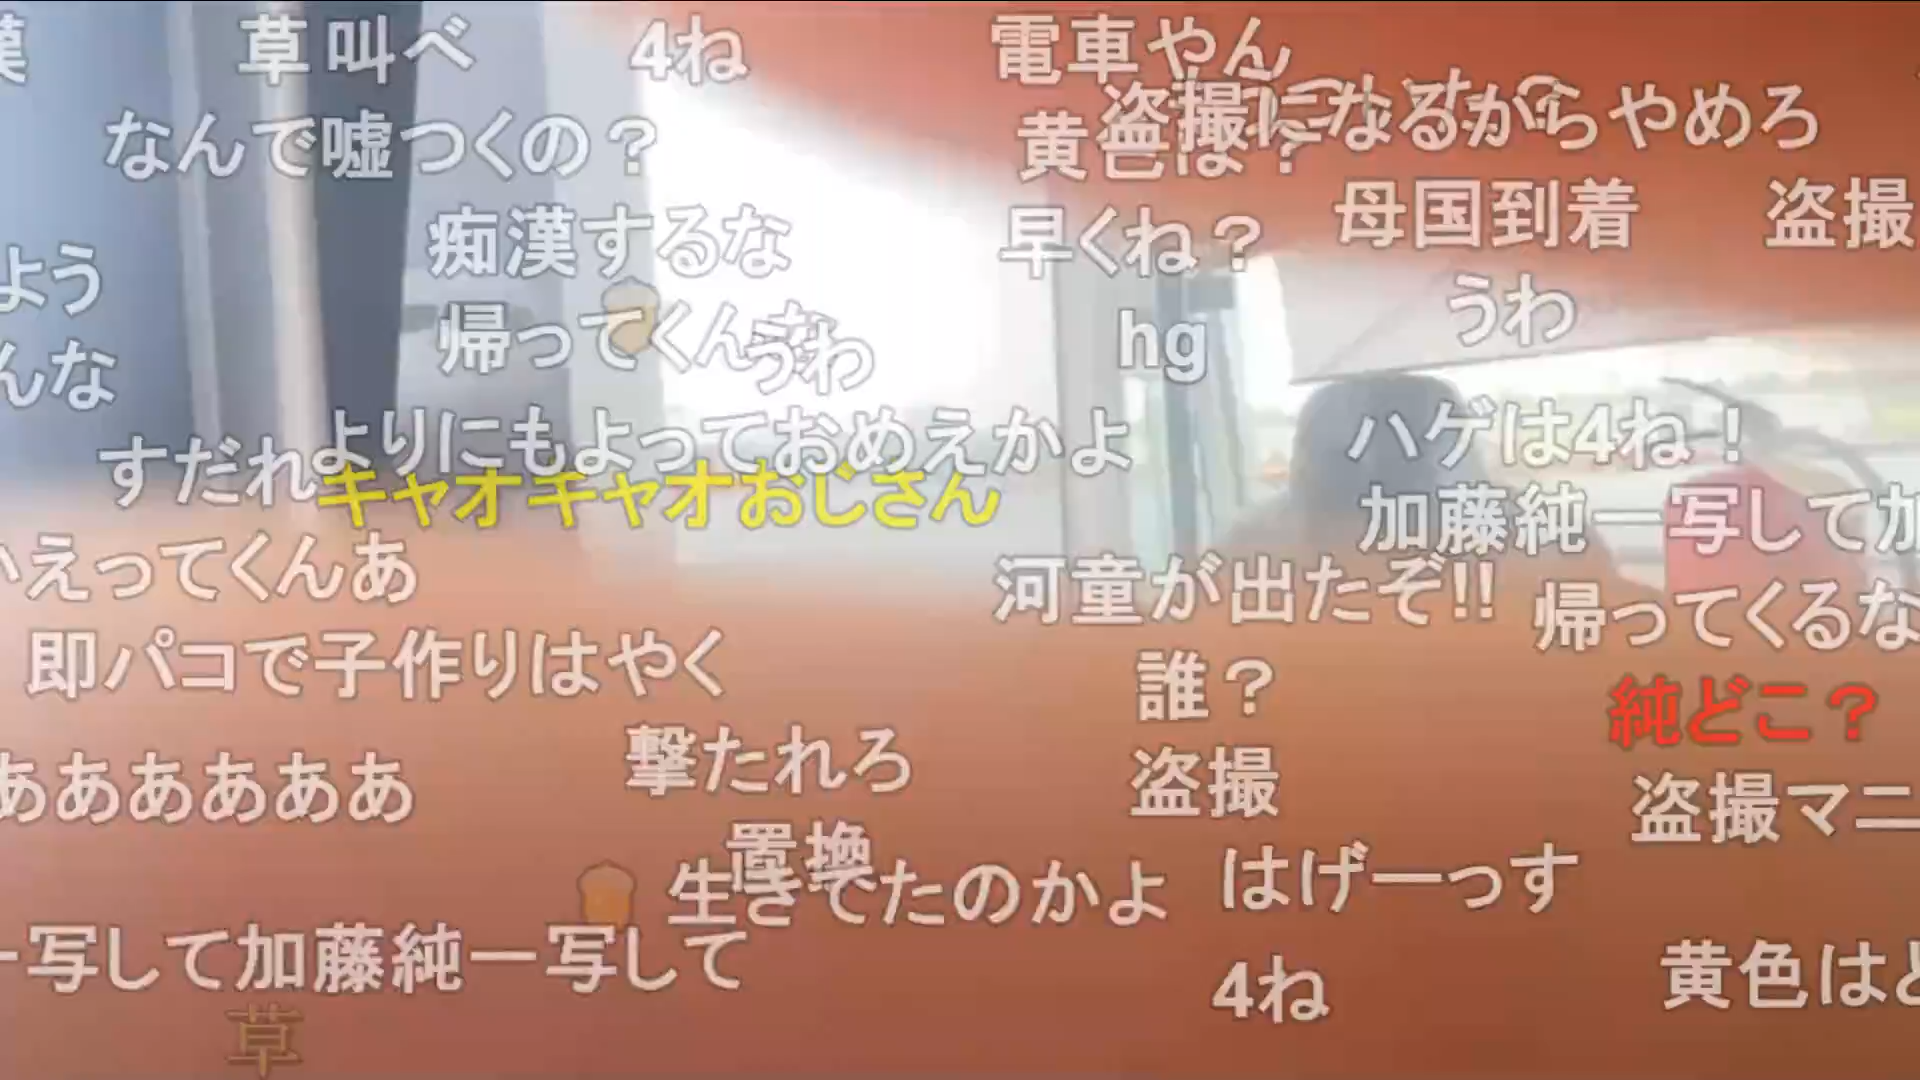 漢
草
叫べ
4ね
電車やん
盗撮になるからやめろ
なんで嘘つくの？
黄色は？
母国到着
盗撮
痴漢するな
早くね？
よう
うわ
帰ってくん
うわ
hg
んな
よりにもよっておめえかよ
ハゲは4ね！
すだれ
キャオキャオおじさん
加藤純一写して加
かえってくんあ
河童が出たぞ!!
帰ってくるな
即パコで子作りはやく
誰？
純どこ？
撃たれろ
ああああああ
盗撮
盗撮マニ
置換
生きてたのかよ
はげーっす
一写して加藤純一写して
4ね
黄色はど
草